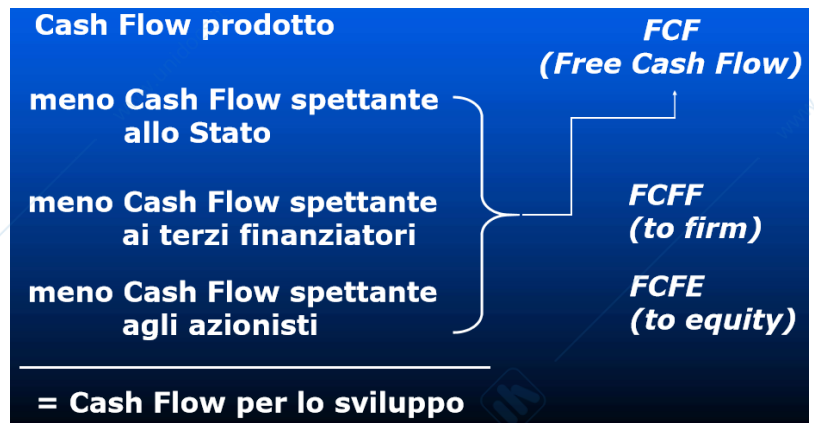 Cash Flow prodotto
FCF
(Free Cash Flow)
meno Cash Flow spettante
allo Stato
meno Cash Flow spettante
ai terzi finanziatori
FCFF
(to firm)
meno Cash Flow spettante
agli azionisti
FCFE
(to equity)
= Cash Flow per lo sviluppo